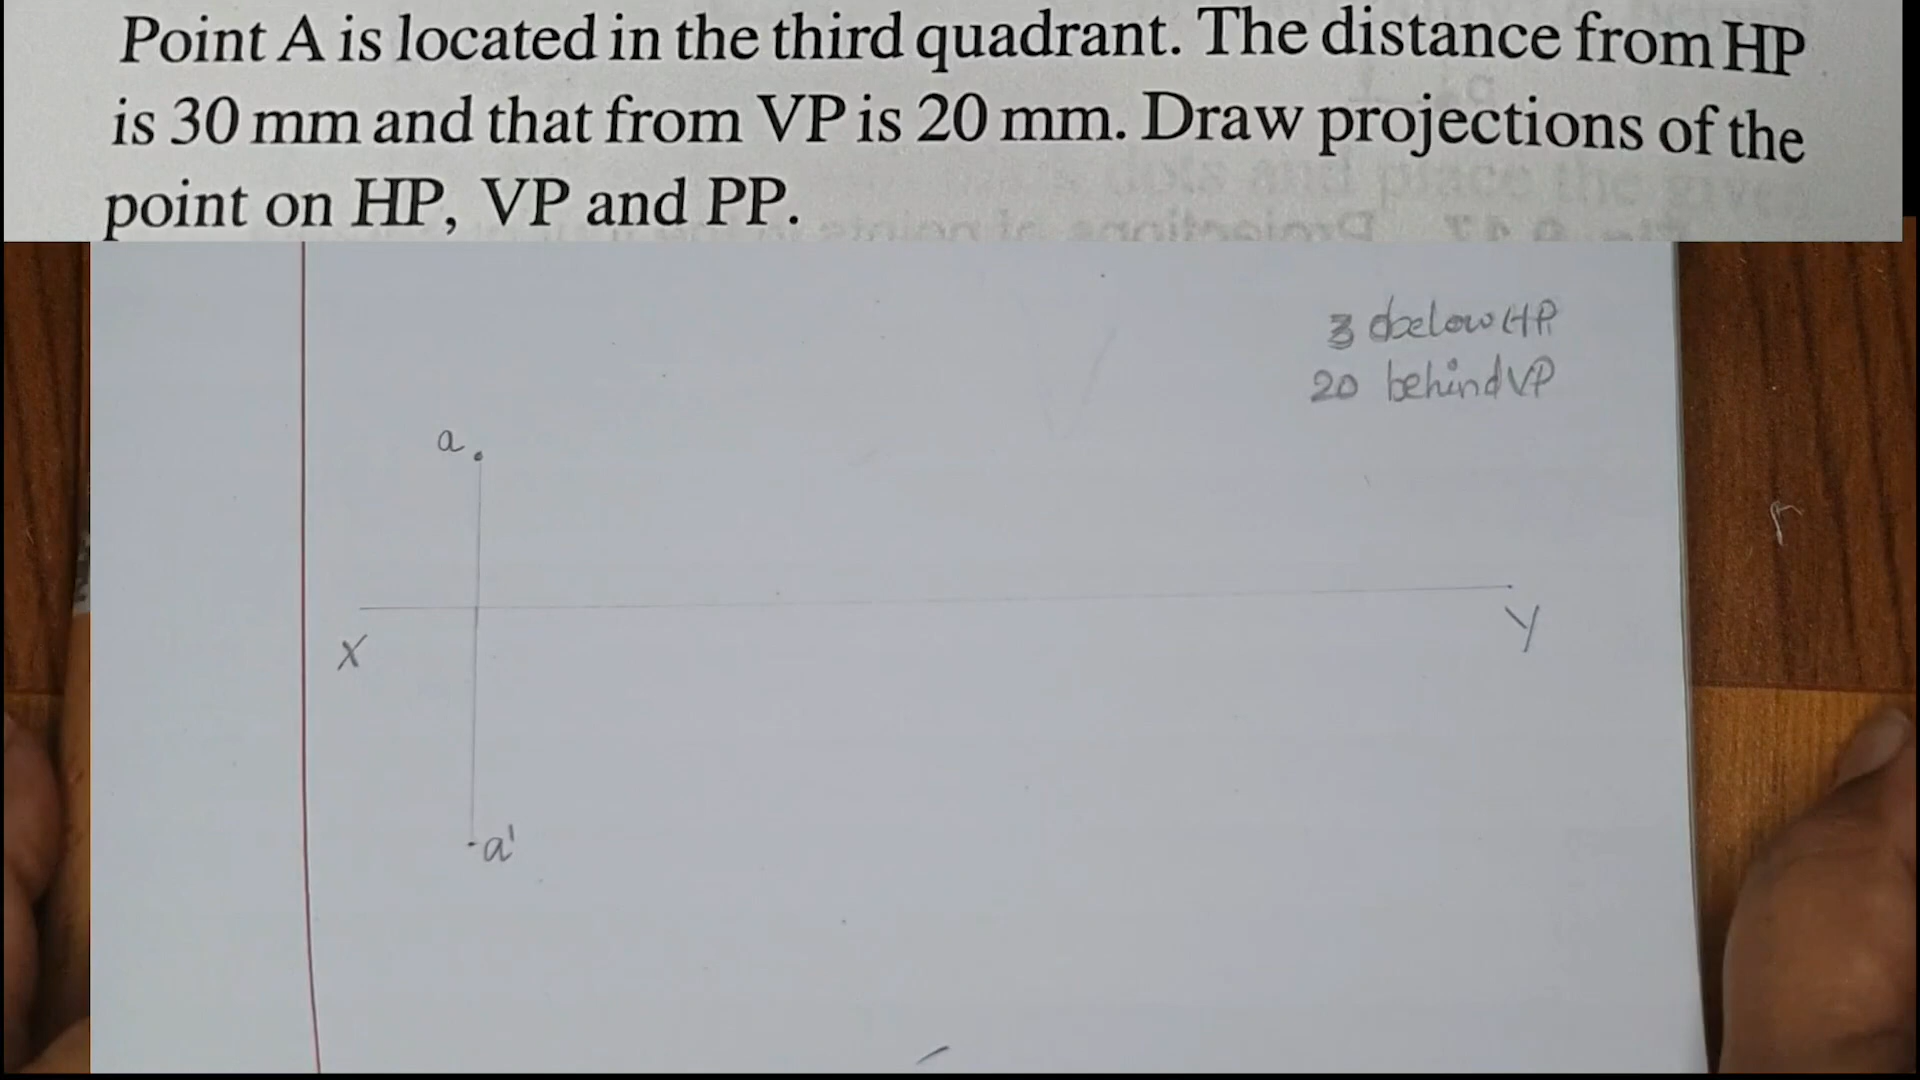 Point A is located in the third quadrant. The distance from HP
is 30 mm and that from VP is 20 mm. Draw projections of the
point on HP, VP and PP.
30 below HP
20 behind VP
a
X
Y
a'